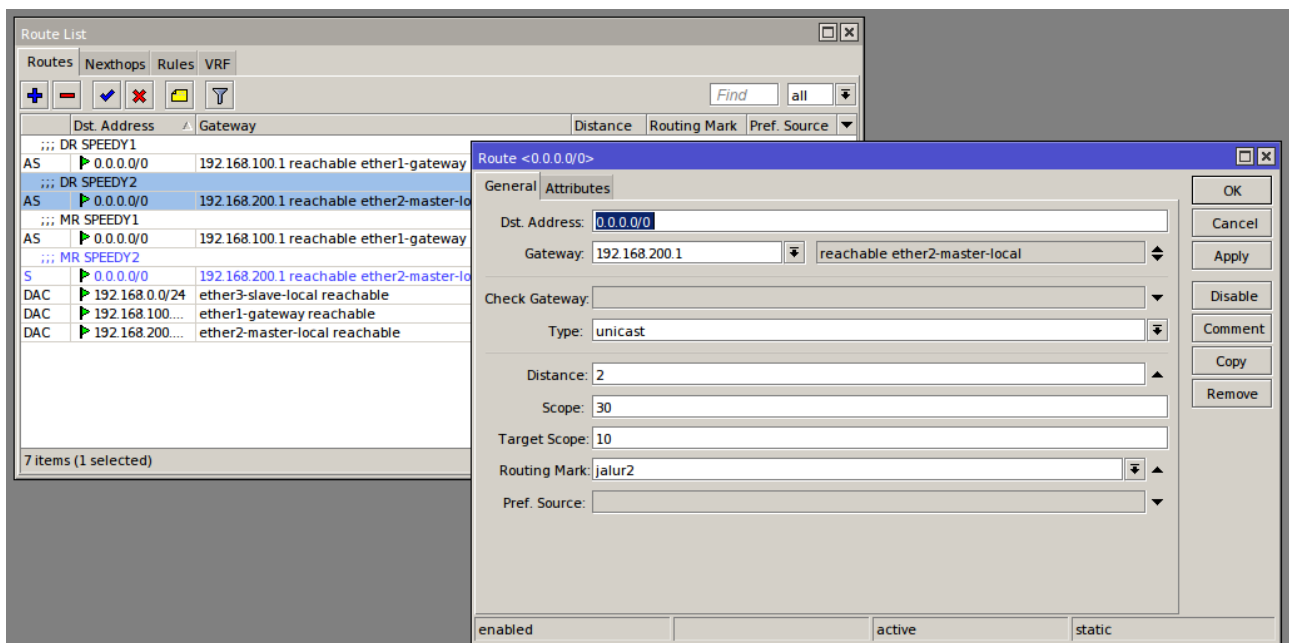 Route List
Routes Nexthops Rules VRF
Find all
Dst. Address Gateway Distance Routing Mark Pref. Source
;;; DR SPEEDY1
AS 0.0.0.0/0 192.168.100.1 reachable ether1-gateway
;;; DR SPEEDY2
AS 0.0.0.0/0 192.168.200.1 reachable ether2-master-lo
;;; MR SPEEDY1
AS 0.0.0.0/0 192.168.100.1 reachable ether1-gateway
;;; MR SPEEDY2
S 0.0.0.0/0 192.168.200.1 reachable ether2-master-lo
DAC 192.168.0.0/24 ether3-slave-local reachable
DAC 192.168.100.... ether1-gateway reachable
DAC 192.168.200.... ether2-master-local reachable
7 items (1 selected)
Route <0.0.0.0/0>
General Attributes
Dst. Address: 0.0.0.0/0
Gateway: 192.168.200.1 reachable ether2-master-local
Check Gateway:
Type: unicast
Distance: 2
Scope: 30
Target Scope: 10
Routing Mark: jalur2
Pref. Source:
OK
Cancel
Apply
Disable
Comment
Copy
Remove
enabled active static